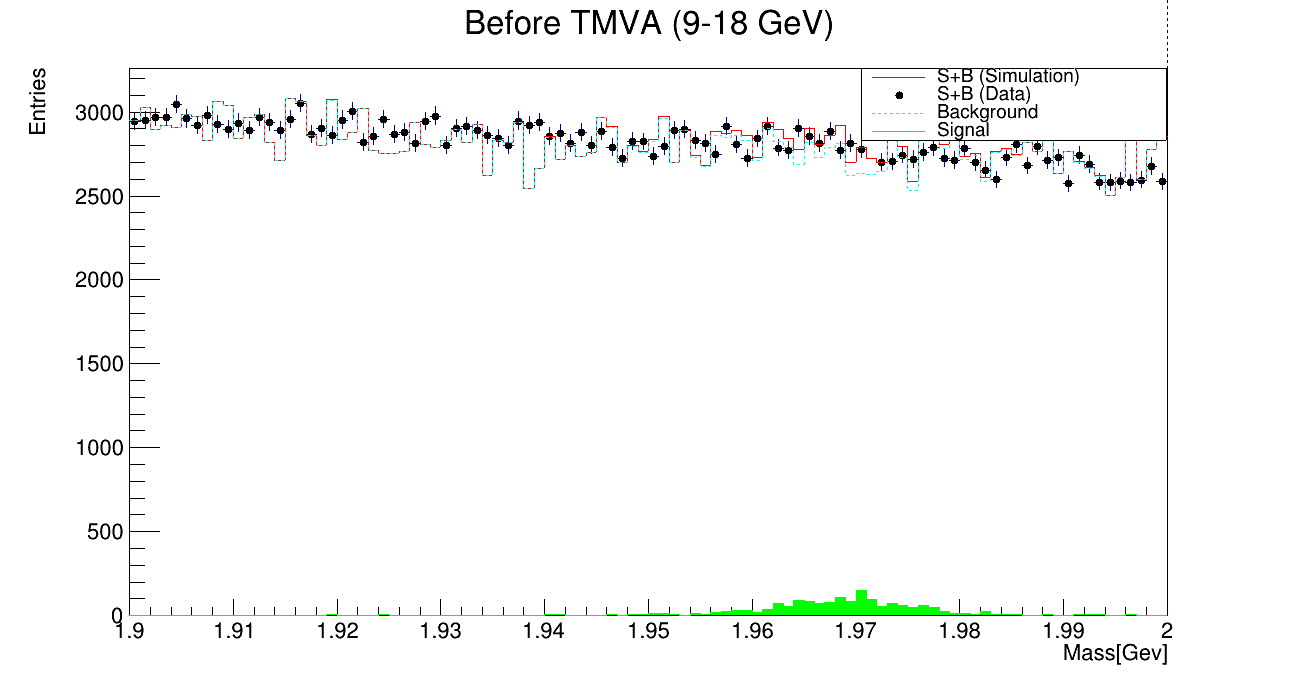 Before TMVA (9-18 GeV)
Entries
S+B (Simulation)
S+B (Data)
Background
Signal
3000
2500
2000
1500
1000
500
0
1.9 1.91 1.92 1.93 1.94 1.95 1.96 1.97 1.98 1.99 2
Mass[Gev]